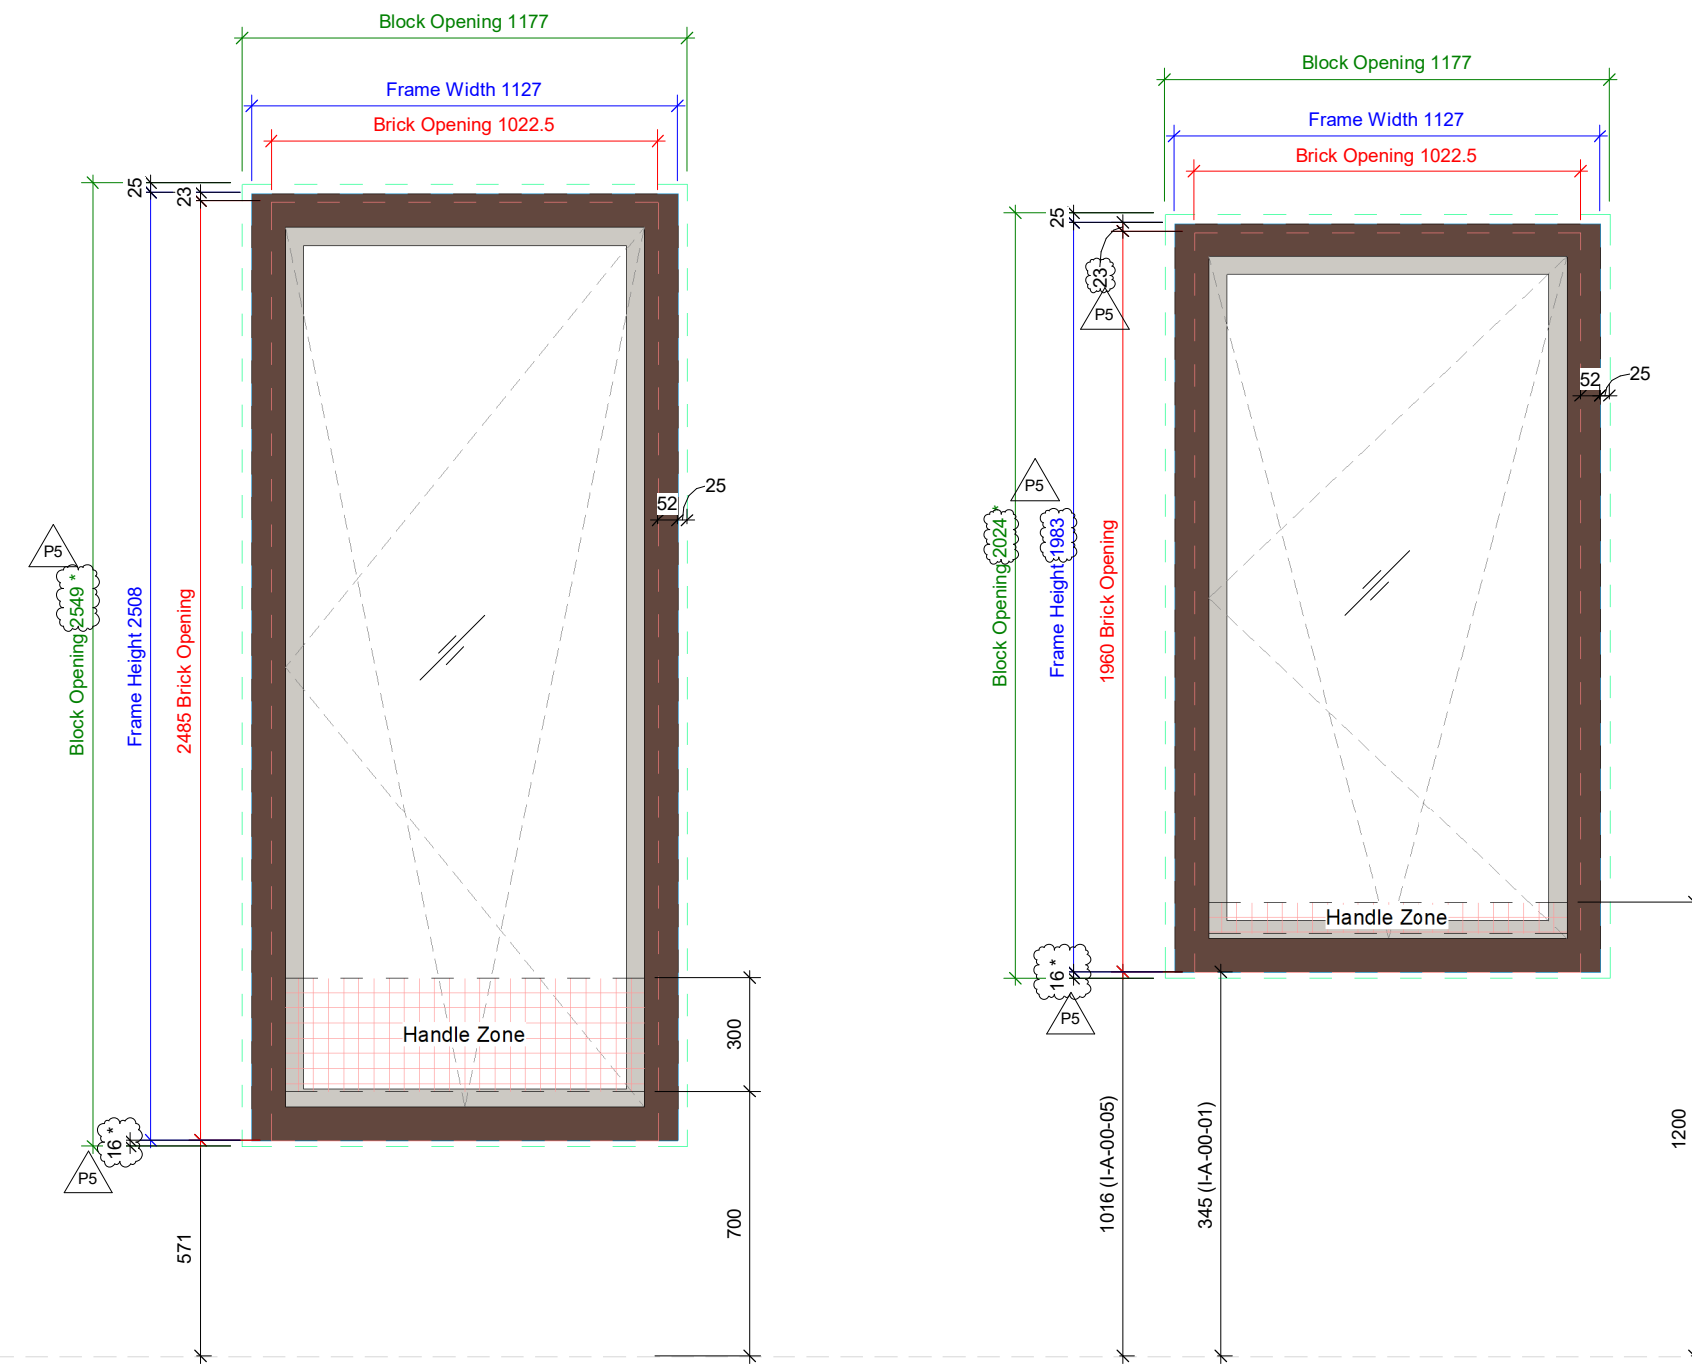 Block Opening 1177
Frame Width 1127
Brick Opening 1022.5
25
23
P5
Block Opening 2549 *
Frame Height 2508
2485 Brick Opening
52
25
Handle Zone
300
16 *
P5
571
700
Block Opening 1177
Frame Width 1127
Brick Opening 1022.5
25
23
P5
52
25
P5
Block Opening 2024 *
Frame Height 1983
1960 Brick Opening
Handle Zone
16 *
P5
1016 (I-A-00-05)
345 (I-A-00-01)
1200